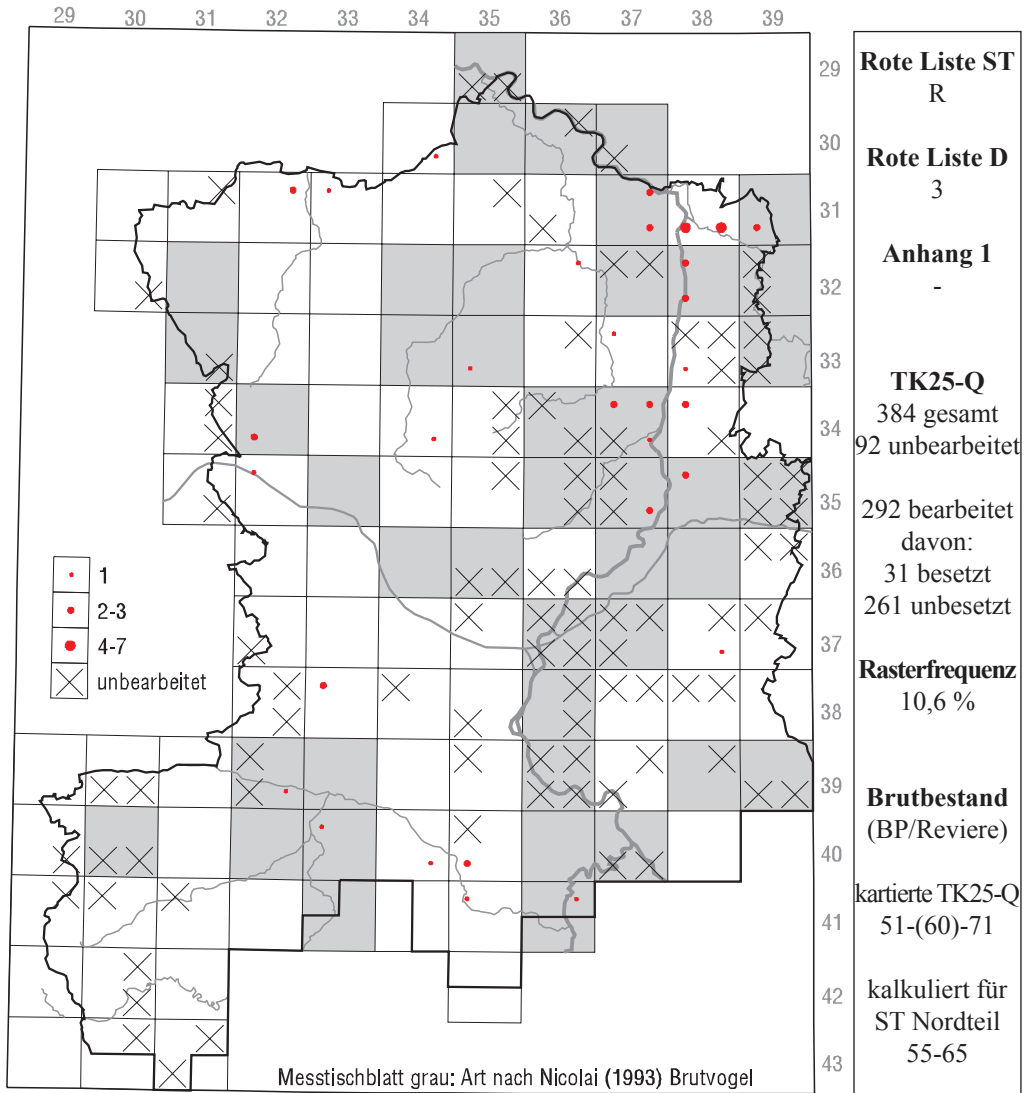 29 30 31 32 33 34 35 36 37 38 39
29
30
31
32
33
34
35
36
37
38
39
40
41
42
43
1
2-3
4-7
unbearbeitet
Messtischblatt grau: Art nach Nicolai (1993) Brutvogel
Rote Liste ST
R
Rote Liste D
3
Anhang 1
-
TK25-Q
384 gesamt
92 unbearbeitet
292 bearbeitet
davon:
31 besetzt
261 unbesetzt
Rasterfrequenz
10,6 %
Brutbestand
(BP/Reviere)
kartierte TK25-Q
51-(60)-71
kalkuliert für
ST Nordteil
55-65